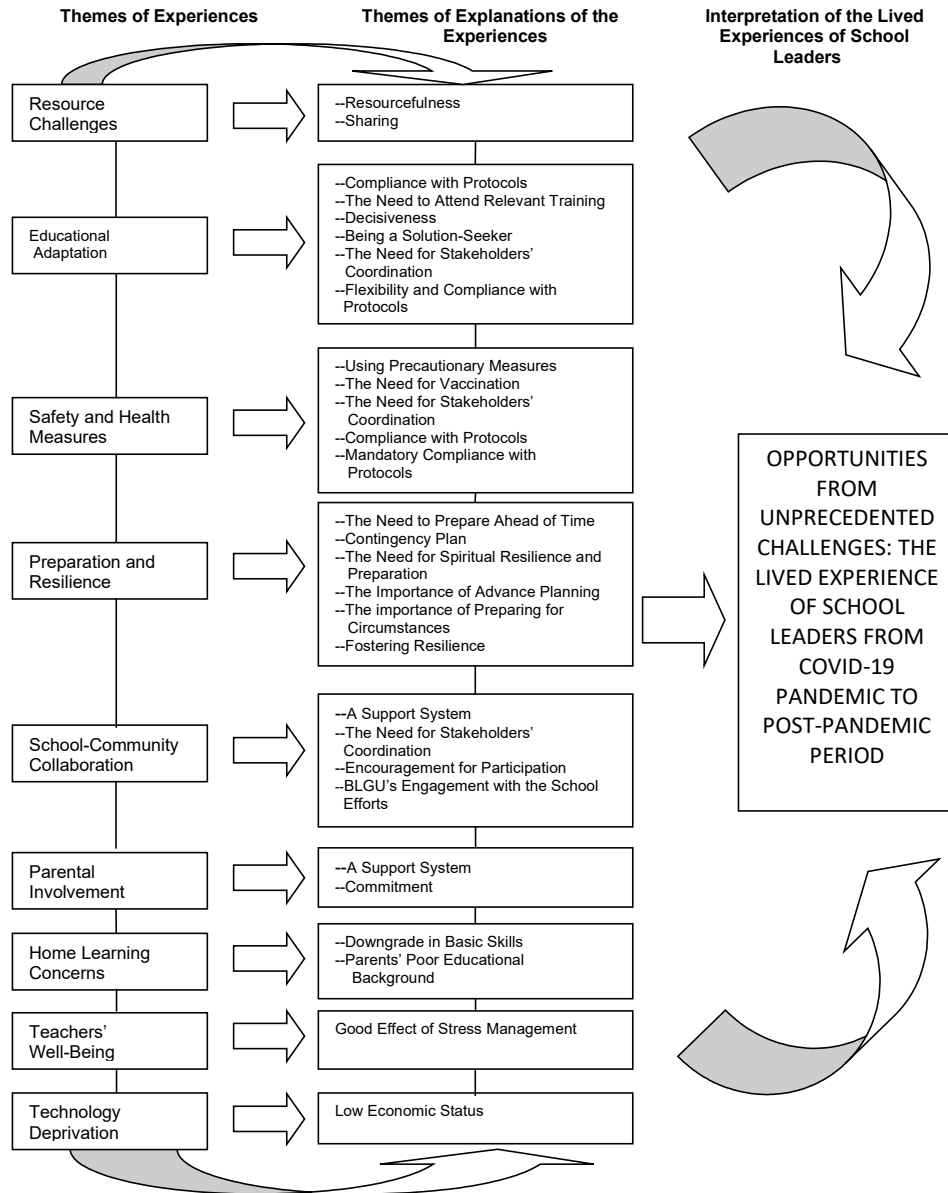 Themes of Experiences
Themes of Explanations of the
Experiences
Interpretation of the Lived
Experiences of School
Leaders
Resource
Challenges
--Resourcefulness
--Sharing
Educational
Adaptation
--Compliance with Protocols
--The Need to Attend Relevant Training
--Decisiveness
--Being a Solution-Seeker
--The Need for Stakeholders'
Coordination
--Flexibility and Compliance with
Protocols
Safety and Health
Measures
--Using Precautionary Measures
--The Need for Vaccination
--The Need for Stakeholders'
Coordination
--Compliance with Protocols
--Mandatory Compliance with
Protocols
Preparation and
Resilience
--The Need to Prepare Ahead of Time
--Contingency Plan
--The Need for Spiritual Resilience and
Preparation
--The Importance of Advance Planning
--The importance of Preparing for
Circumstances
--Fostering Resilience
School-Community
Collaboration
--A Support System
--The Need for Stakeholders'
Coordination
--Encouragement for Participation
--BLGU's Engagement with the School
Efforts
Parental
Involvement
--A Support System
--Commitment
Home Learning
Concerns
--Downgrade in Basic Skills
--Parents' Poor Educational
Background
Teachers'
Well-Being
Good Effect of Stress Management
Technology
Deprivation
Low Economic Status
OPPORTUNITIES
FROM
UNPRECEDENTED
CHALLENGES: THE
LIVED EXPERIENCE
OF SCHOOL
LEADERS FROM
COVID-19
PANDEMIC TO
POST-PANDEMIC
PERIOD